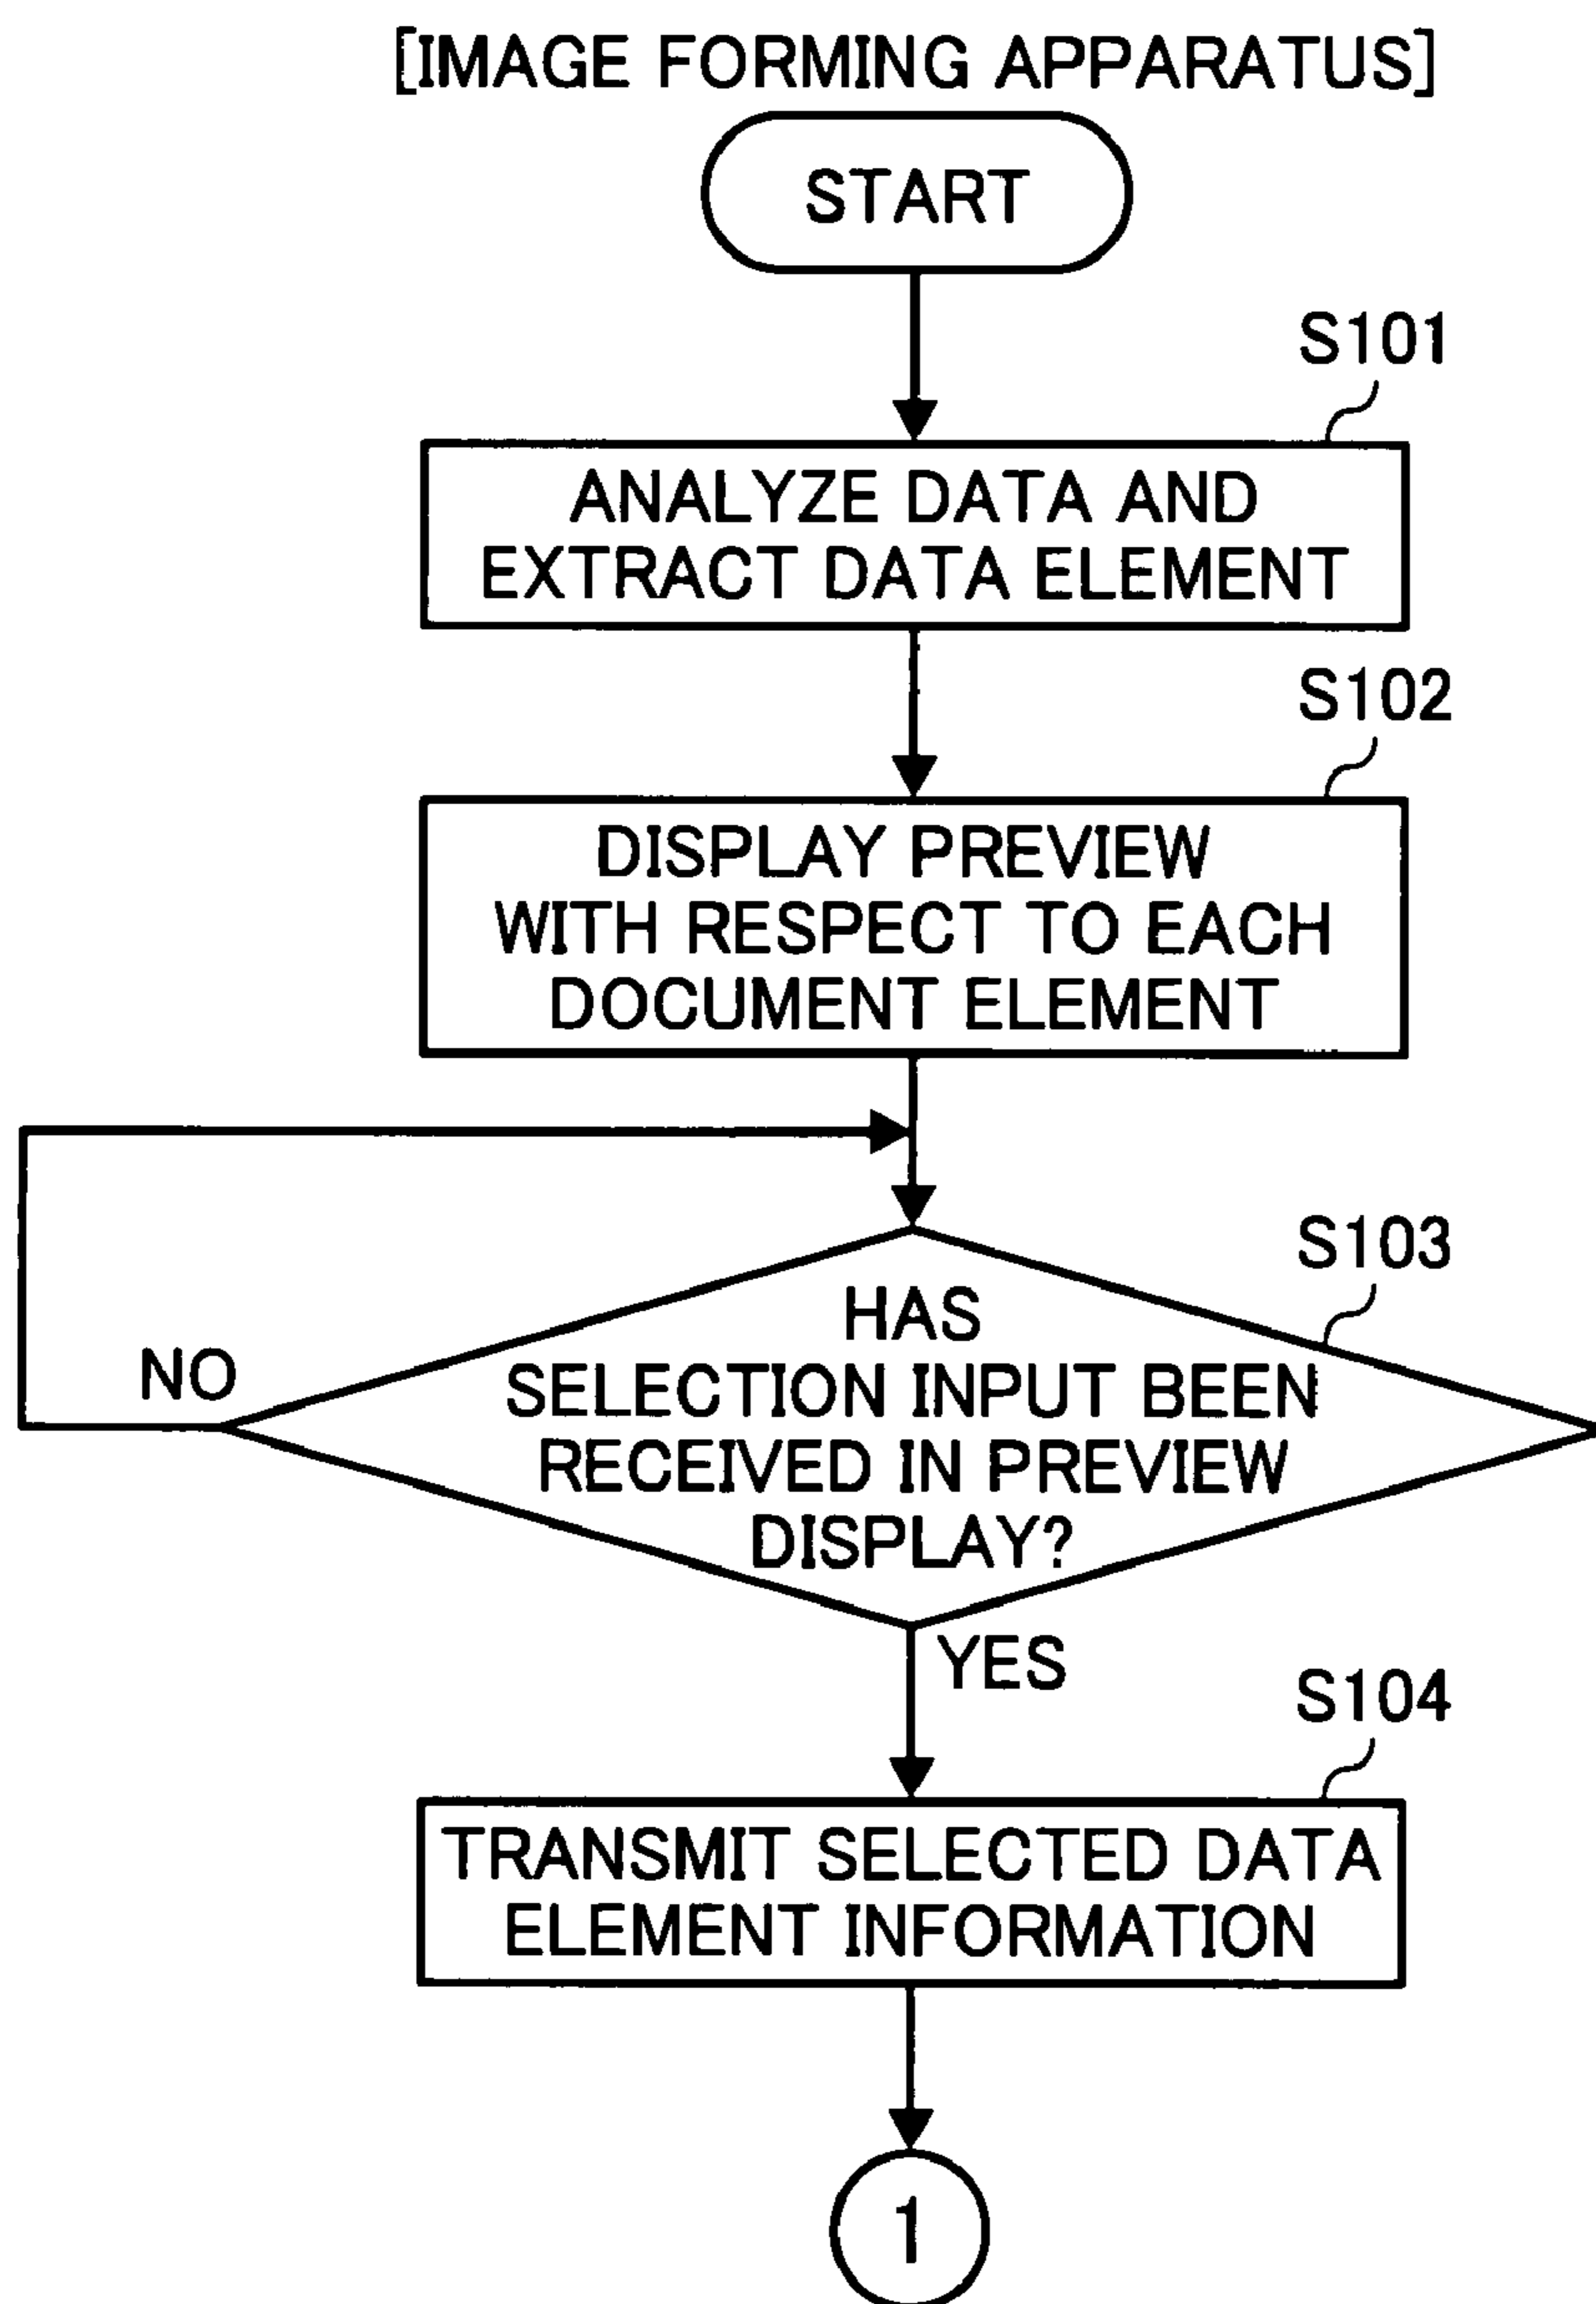 [IMAGE FORMING APPARATUS]
START
S101
ANALYZE DATA AND
EXTRACT DATA ELEMENT
S102
DISPLAY PREVIEW
WITH RESPECT TO EACH
DOCUMENT ELEMENT
S103
HAS
SELECTION INPUT BEEN
RECEIVED IN PREVIEW
DISPLAY?
NO
YES
S104
TRANSMIT SELECTED DATA
ELEMENT INFORMATION
1